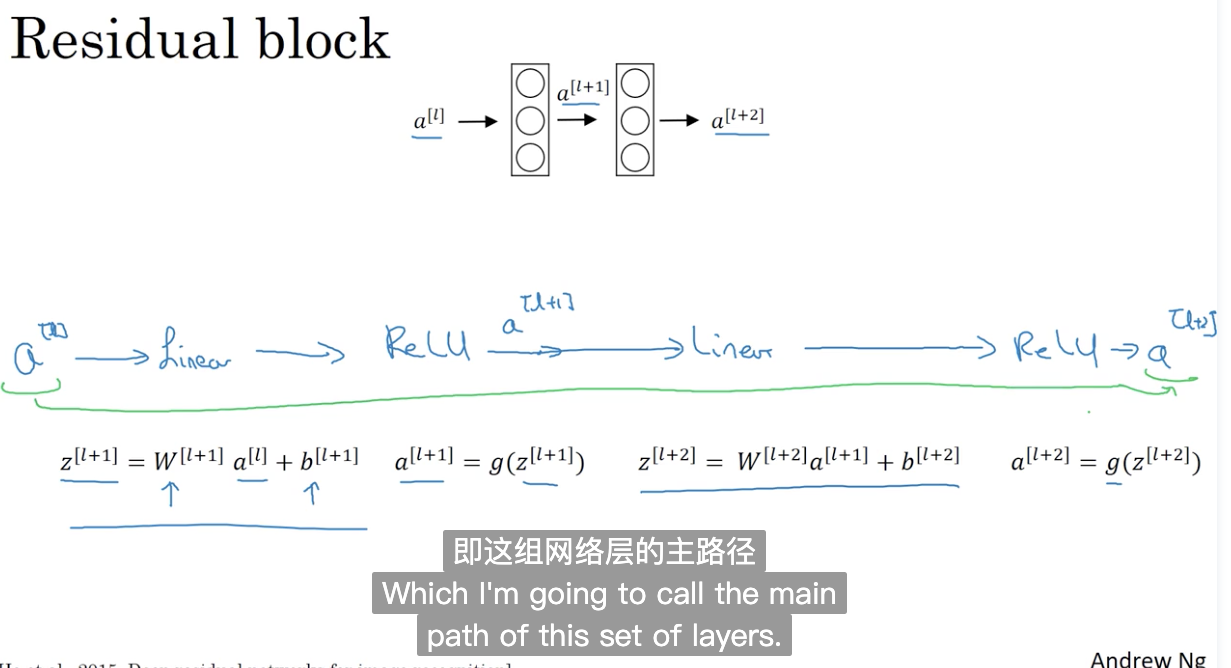 Residual block
a[l+1]
a[l] → → → a[l+2]
a[l] → Linear → ReLU a[l+1] → Linear → ReLU → a[l+2]
z[l+1] = W[l+1] a[l] + b[l+1] a[l+1] = g(z[l+1]) z[l+2] = W[l+2]a[l+1] + b[l+2] a[l+2] = g(z[l+2])
即这组网络层的主路径
Which I'm going to call the main
path of this set of layers.
Andrew Ng